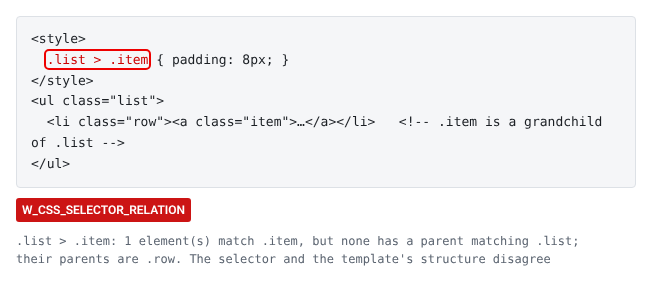 <style>
  .list > .item { padding: 8px; }
</style>
<ul class="list">
  <li class="row"><a class="item">…</a></li>   <!-- .item is a grandchild
of .list -->
</ul>
W_CSS_SELECTOR_RELATION
.list > .item: 1 element(s) match .item, but none has a parent matching .list;
their parents are .row. The selector and the template's structure disagree